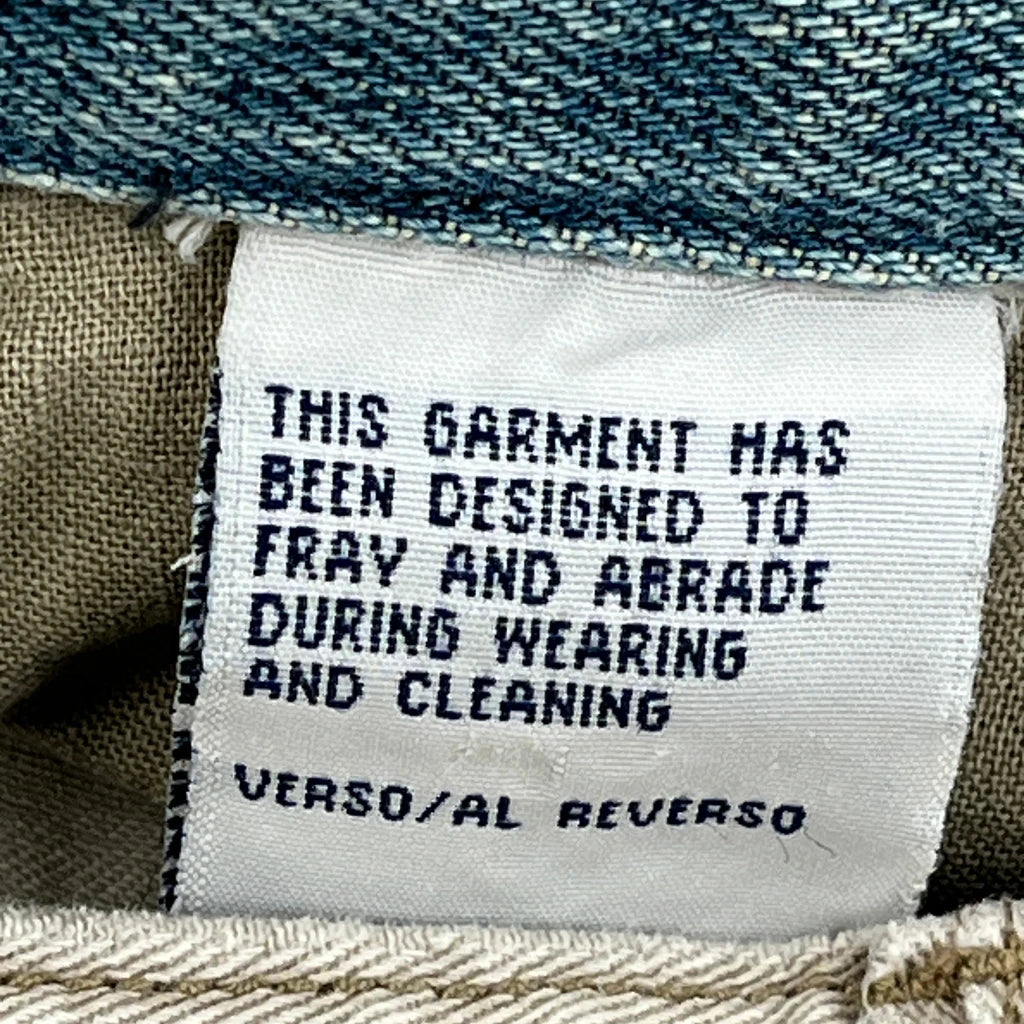 THIS GARMENT HAS
BEEN DESIGNED TO
FRAY AND ABRADE
DURING WEARING
AND CLEANING
VERSO/AL REVERSO